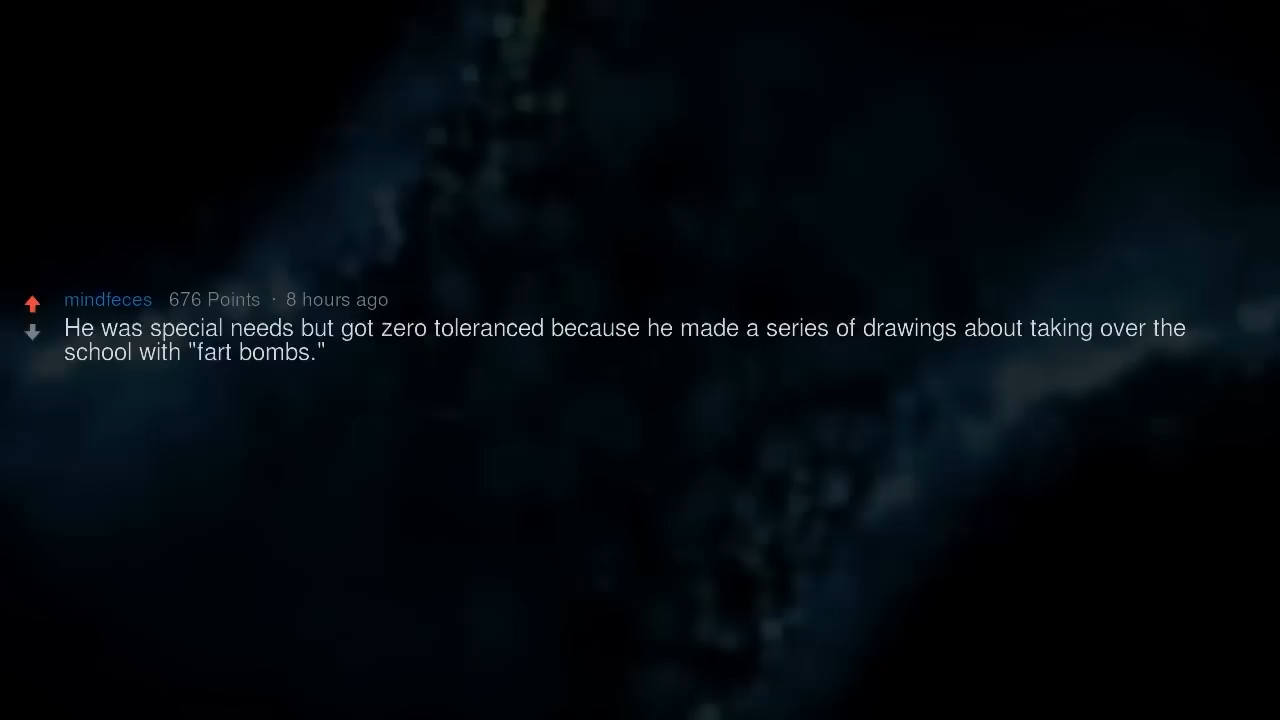 mindfeces 676 Points · 8 hours ago
He was special needs but got zero toleranced because he made a series of drawings about taking over the
school with "fart bombs."